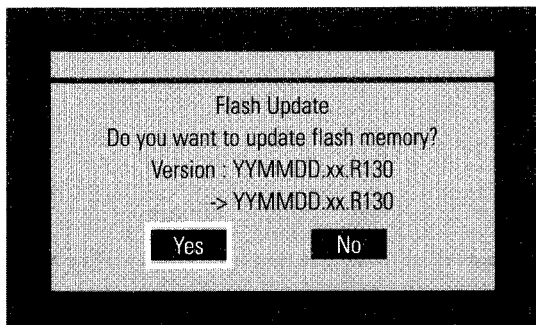 Flash Update
Do you want to update flash memory?
Version : YYMMDD.xx.R130
-> YYMMDD.xx.R130
Yes No